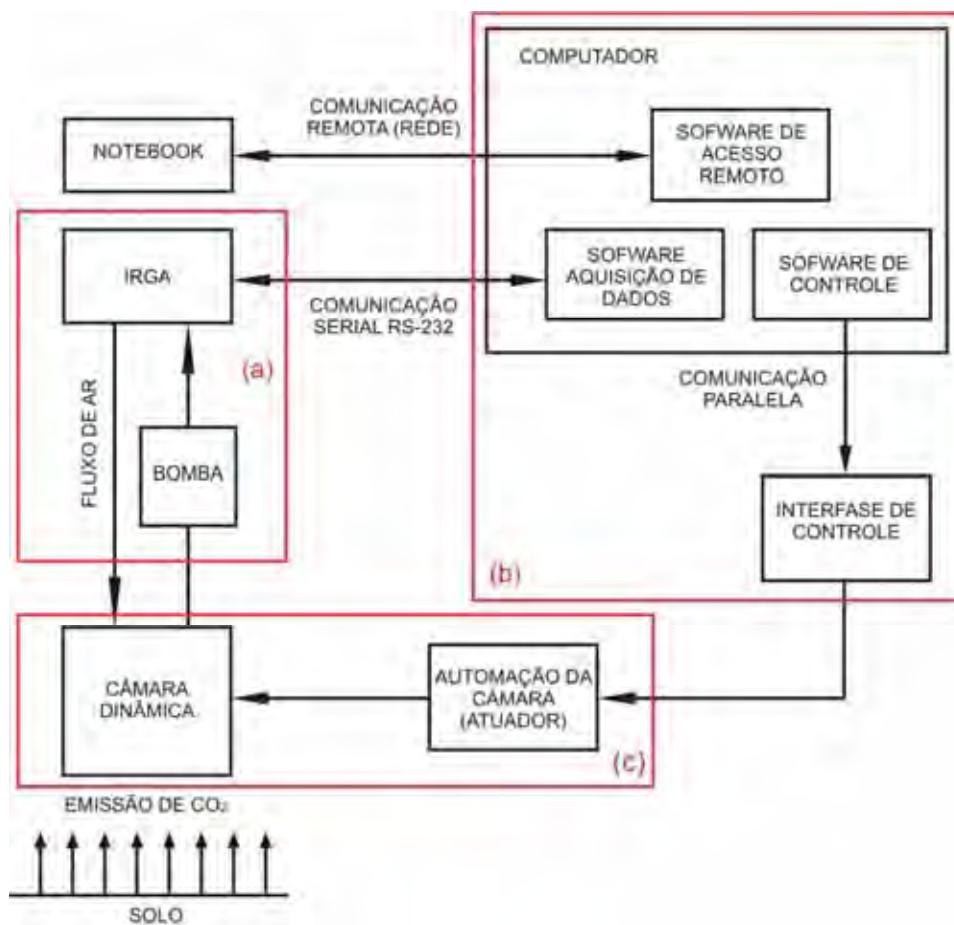 COMPUTADOR
COMUNICAÇÃO
REMOTA (REDE)
NOTEBOOK
SOFWARE DE
ACESSO
REMOTO
IRGA
SOFWARE
AQUISIÇÃO DE
DADOS
SOFWARE DE
CONTROLE
COMUNICAÇÃO
SERIAL RS-232
(a)
COMUNICAÇÃO
PARALELA
FLUXO DE AR
BOMBA
INTERFASE DE
CONTROLE
(b)
CÂMARA
DINÂMICA
AUTOMAÇÃO DA
CÂMARA
(ATUADOR)
(c)
EMISSÃO DE CO₂
SOLO